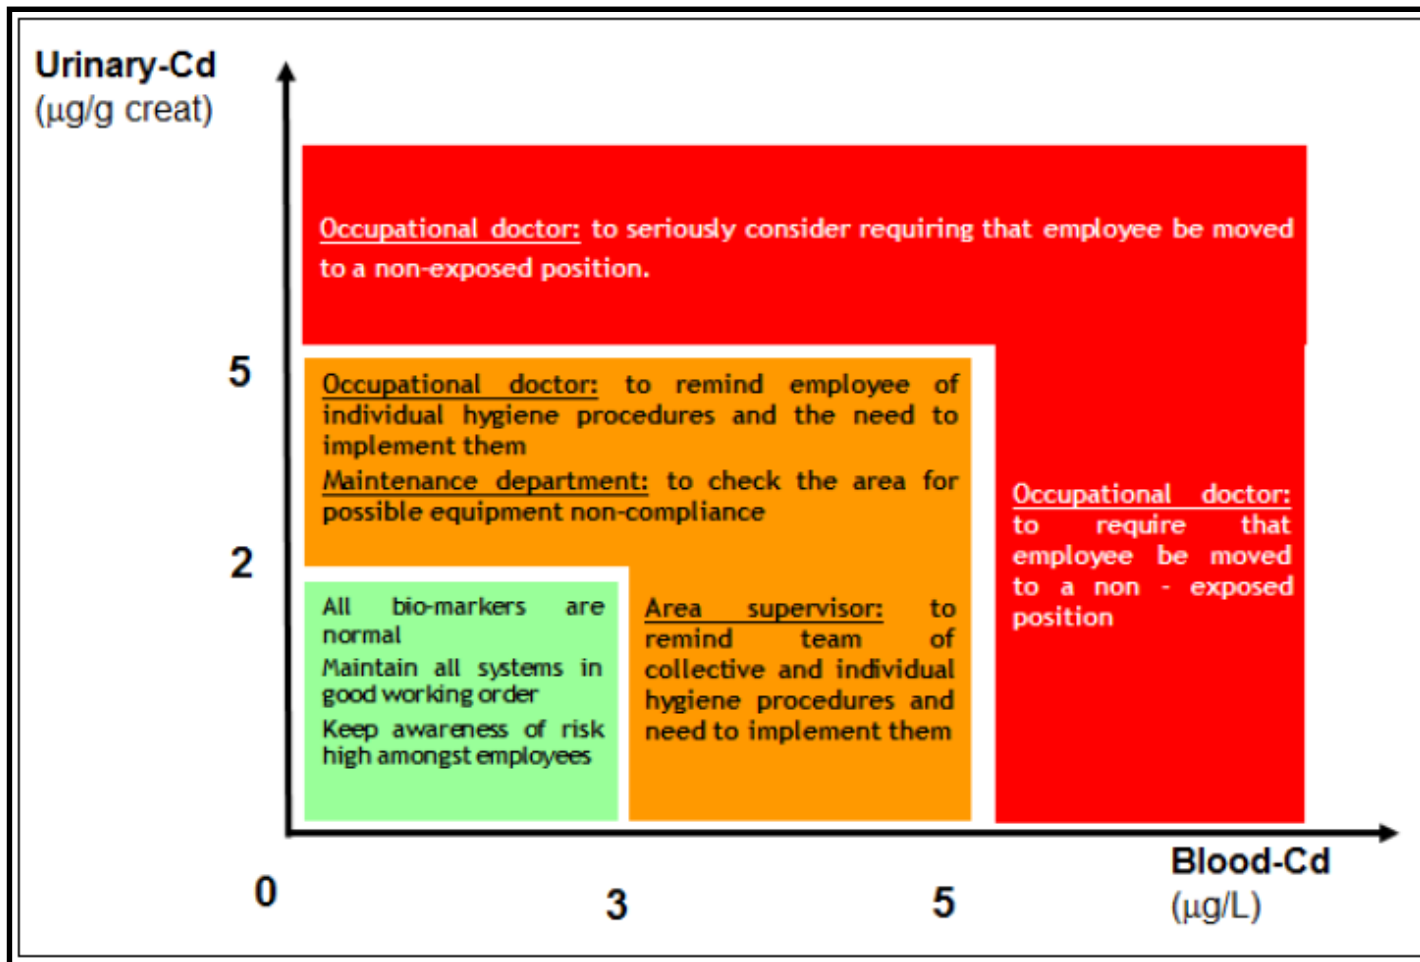 Urinary-Cd
(µg/g creat)
Occupational doctor: to seriously consider requiring that employee be moved
to a non-exposed position.
5
Occupational doctor: to remind employee of
individual hygiene procedures and the need to
implement them
Maintenance department: to check the area for
possible equipment non-compliance
Occupational doctor:
to require that
employee be moved
to a non - exposed
position
2
All bio-markers are
normal
Maintain all systems in
good working order
Keep awareness of risk
high amongst employees
Area supervisor: to
remind team of
collective and individual
hygiene procedures and
need to implement them
0
3
5
Blood-Cd
(µg/L)